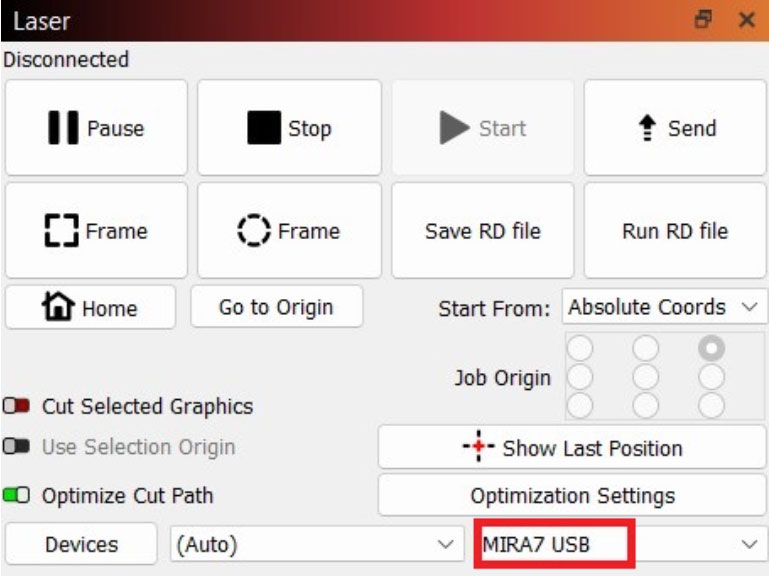 Laser
Disconnected
Pause
Stop
Start
Send
Frame
Frame
Save RD file
Run RD file
Home
Go to Origin
Start From:
Absolute Coords
Job Origin
Cut Selected Graphics
Use Selection Origin
Show Last Position
Optimize Cut Path
Optimization Settings
Devices
(Auto)
MIRA7 USB